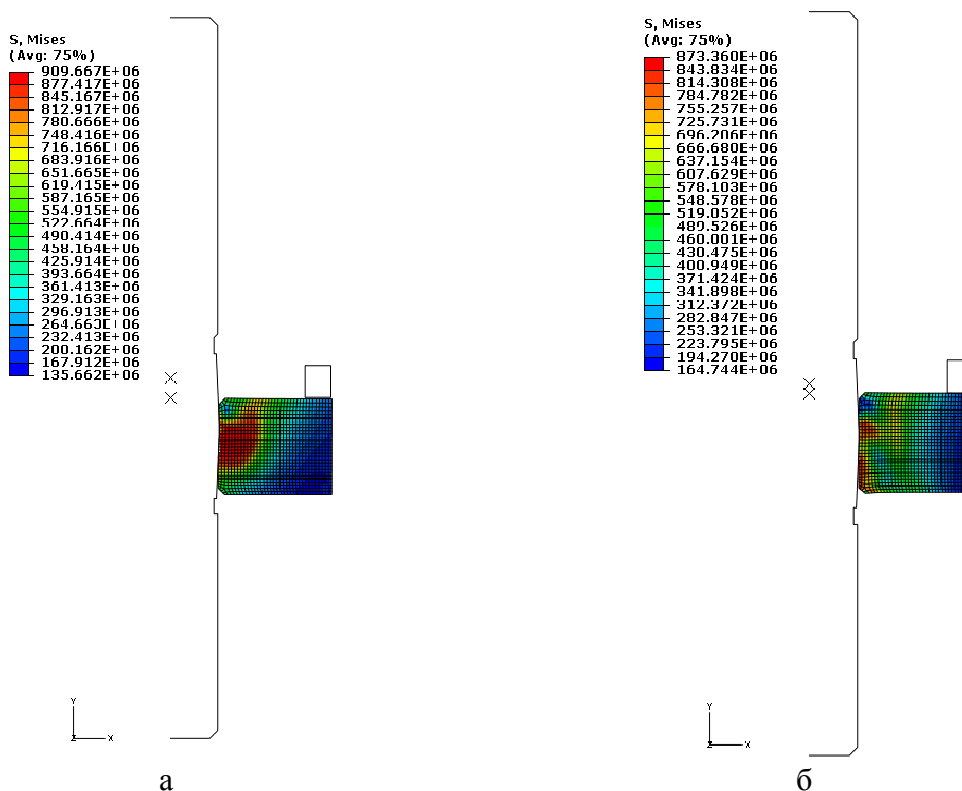 S, Mises
(Avg: 75%)
909.667E+06
877.417E+06
845.167E+06
812.917E+06
780.666E+06
748.416E+06
716.166E+06
683.916E+06
651.665E+06
619.415E+06
587.165E+06
554.915E+06
522.664E+06
490.414E+06
458.164E+06
425.914E+06
393.664E+06
361.413E+06
329.163E+06
296.913E+06
264.663E+06
232.413E+06
200.162E+06
167.912E+06
135.662E+06
Y
Z X
а
S, Mises
(Avg: 75%)
873.360E+06
843.834E+06
814.308E+06
784.782E+06
755.257E+06
725.731E+06
696.206E+06
666.680E+06
637.154E+06
607.629E+06
578.103E+06
548.578E+06
519.052E+06
489.526E+06
460.001E+06
430.475E+06
400.949E+06
371.424E+06
341.898E+06
312.372E+06
282.847E+06
253.321E+06
223.795E+06
194.270E+06
164.744E+06
Y
Z X
б